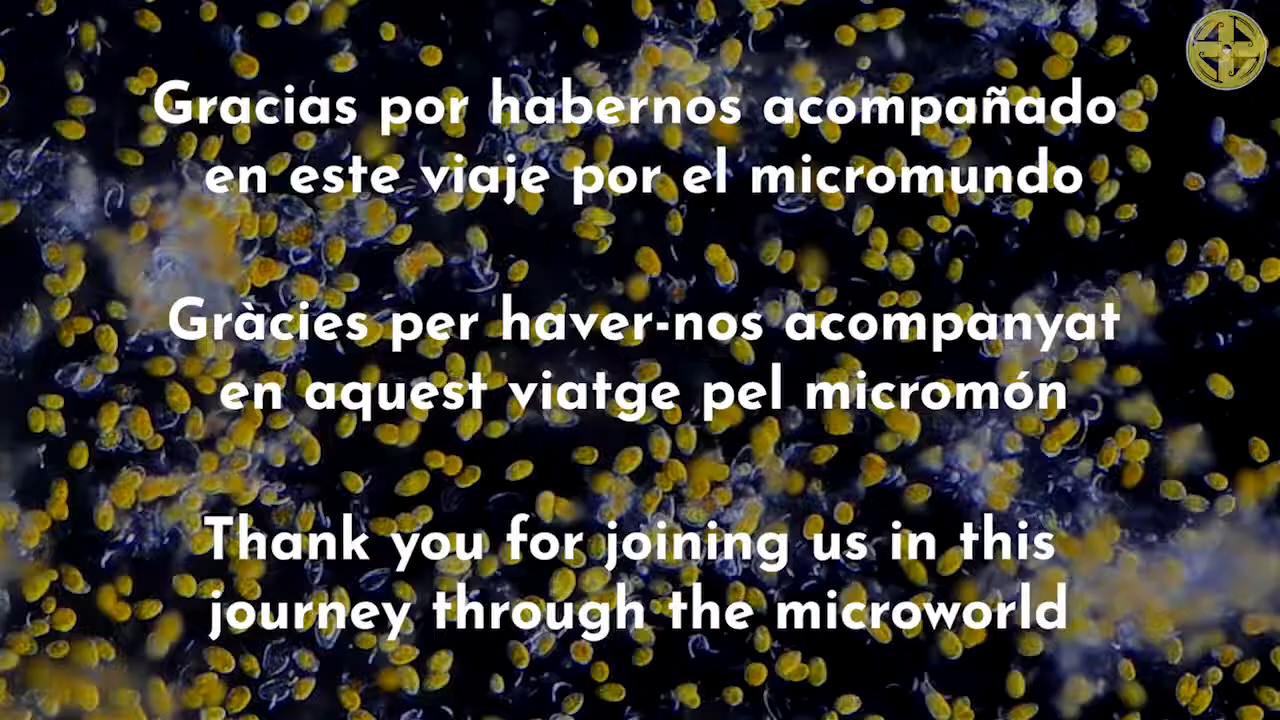 Gracias por habernos acompañado
en este viaje por el micromundo
Gràcies per haver-nos acompanyat
en aquest viatge pel micromón
Thank you for joining us in this
journey through the microworld